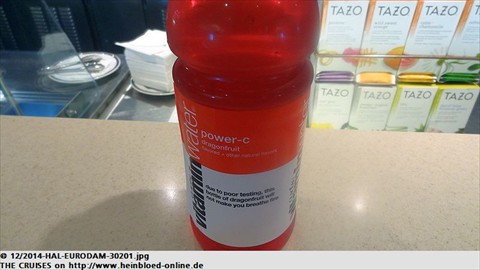 TAZO TAZO TAZO
TAZO TAZO TAZO
vitaminwater
power-c
dragonfruit
due to poor testing, this
bottle of dragonfruit will
not make you breathe fire
© 12/2014-HAL-EURODAM-30201.jpg
THE CRUISES on http://www.heinbloed-online.de